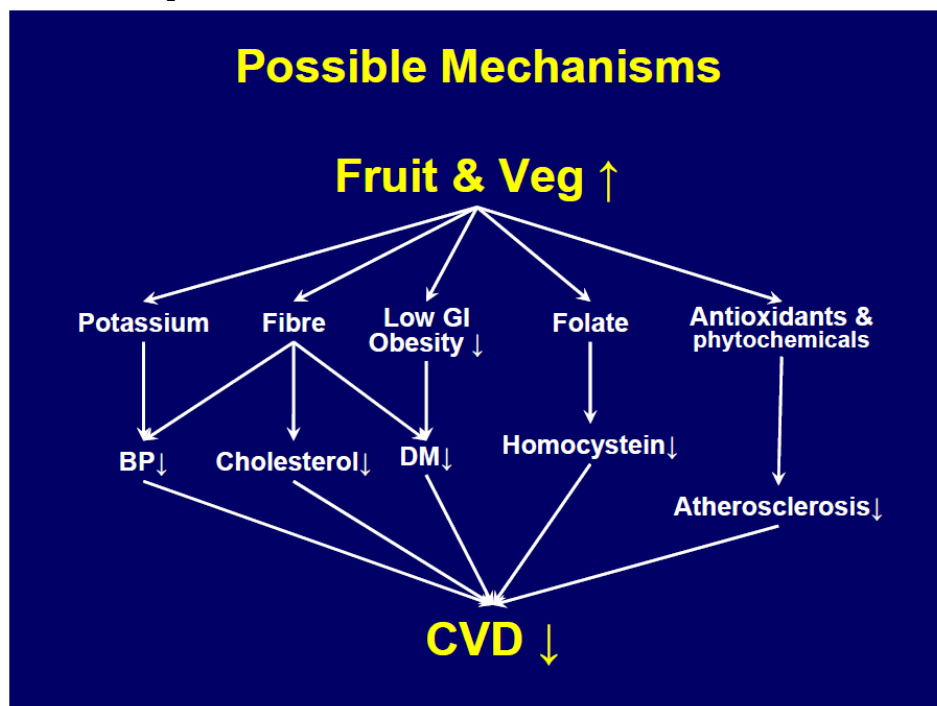 Possible Mechanisms
Fruit & Veg ↑
Potassium
Fibre
Low GI
Obesity ↓
Folate
Antioxidants &
phytochemicals
BP↓
Cholesterol↓
DM↓
Homocystein↓
Atherosclerosis↓
CVD ↓